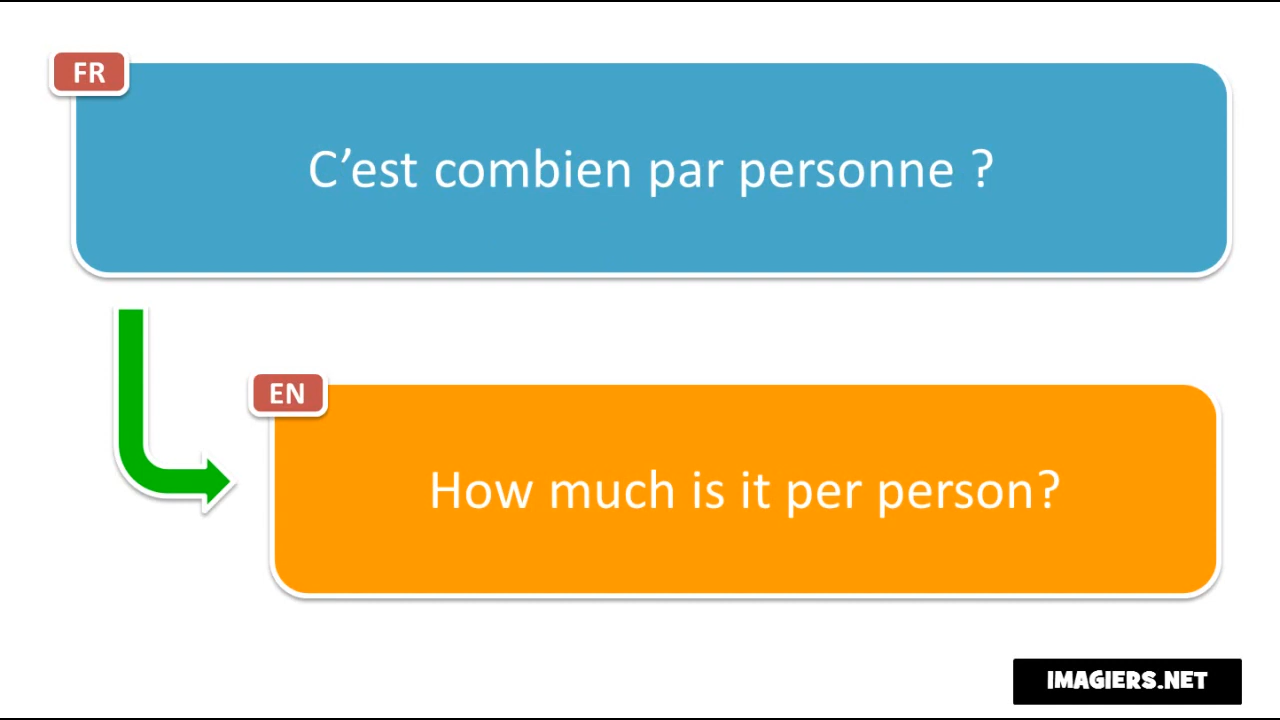 FR
C’est combien par personne ?
EN
How much is it per person?
IMAGIERS.NET